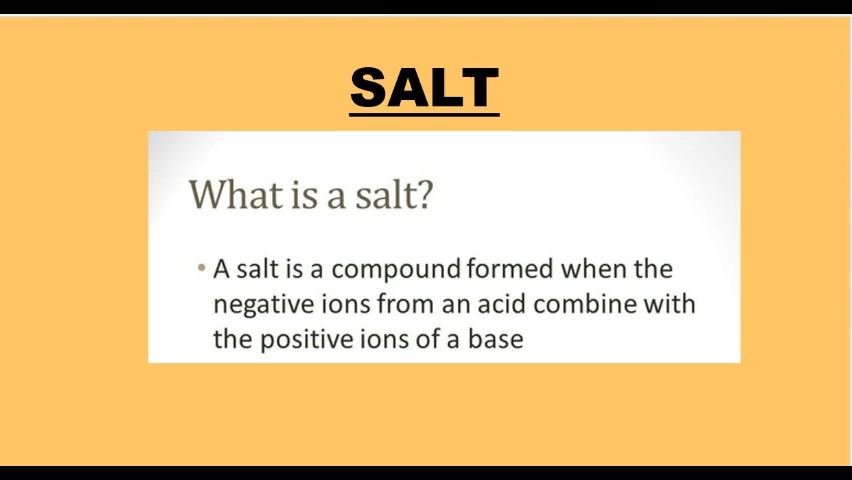 SALT
What is a salt?
• A salt is a compound formed when the
negative ions from an acid combine with
the positive ions of a base